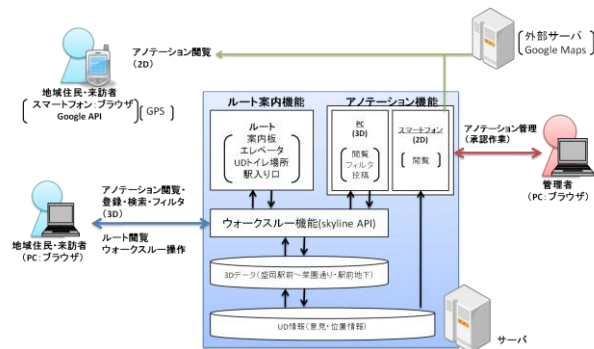 外部サーバ
Google Maps
アノテーション閲覧
(2D)
地域住民・来訪者
スマートフォン：ブラウザ
Google API
GPS
ルート案内機能
アノテーション機能
ルート
案内板
エレベータ
UDトイレ場所
駅入り口
PC
(3D)
閲覧
フィルタ
投稿
スマートフォン
(2D)
閲覧
アノテーション管理
(承認作業)
管理者
(PC：ブラウザ)
アノテーション閲覧・
登録・検索・フィルタ
(3D)
ルート閲覧
ウォークスルー操作
地域住民・来訪者
(PC：ブラウザ)
ウォークスルー機能(skyline API)
3Dデータ(盛岡駅前～菜園通り・駅前地下)
UD情報(意見・位置情報)
サーバ